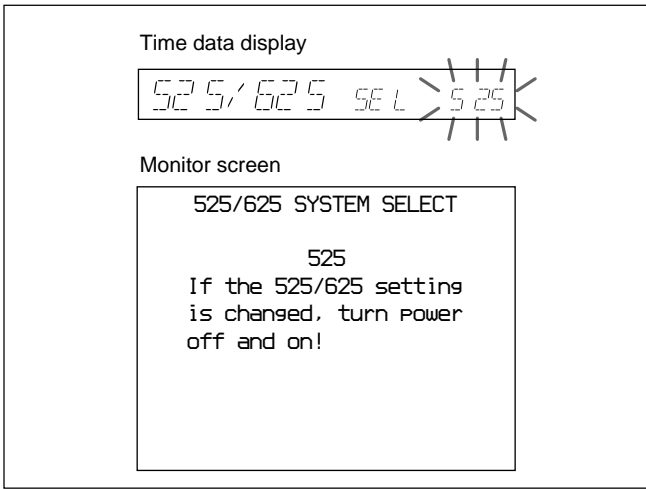 Time data display
525/625 SEL 525
Monitor screen
525/625 SYSTEM SELECT
525
If the 525/625 setting
is changed, turn power
off and on!